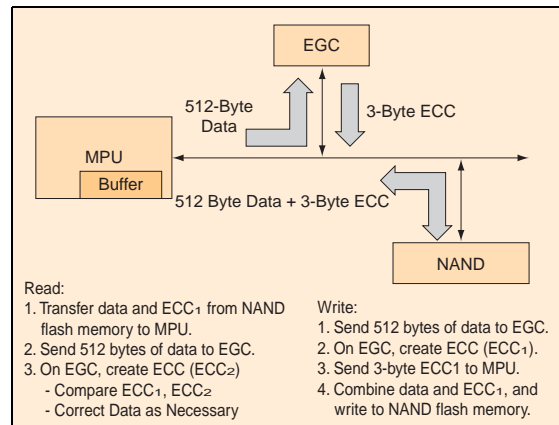 EGC
512-Byte
Data
3-Byte ECC
MPU
Buffer
512 Byte Data + 3-Byte ECC
NAND
Read:
1. Transfer data and ECC₁ from NAND
flash memory to MPU.
2. Send 512 bytes of data to EGC.
3. On EGC, create ECC (ECC₂)
- Compare ECC₁, ECC₂
- Correct Data as Necessary
Write:
1. Send 512 bytes of data to EGC.
2. On EGC, create ECC (ECC₁).
3. Send 3-byte ECC1 to MPU.
4. Combine data and ECC₁, and
write to NAND flash memory.